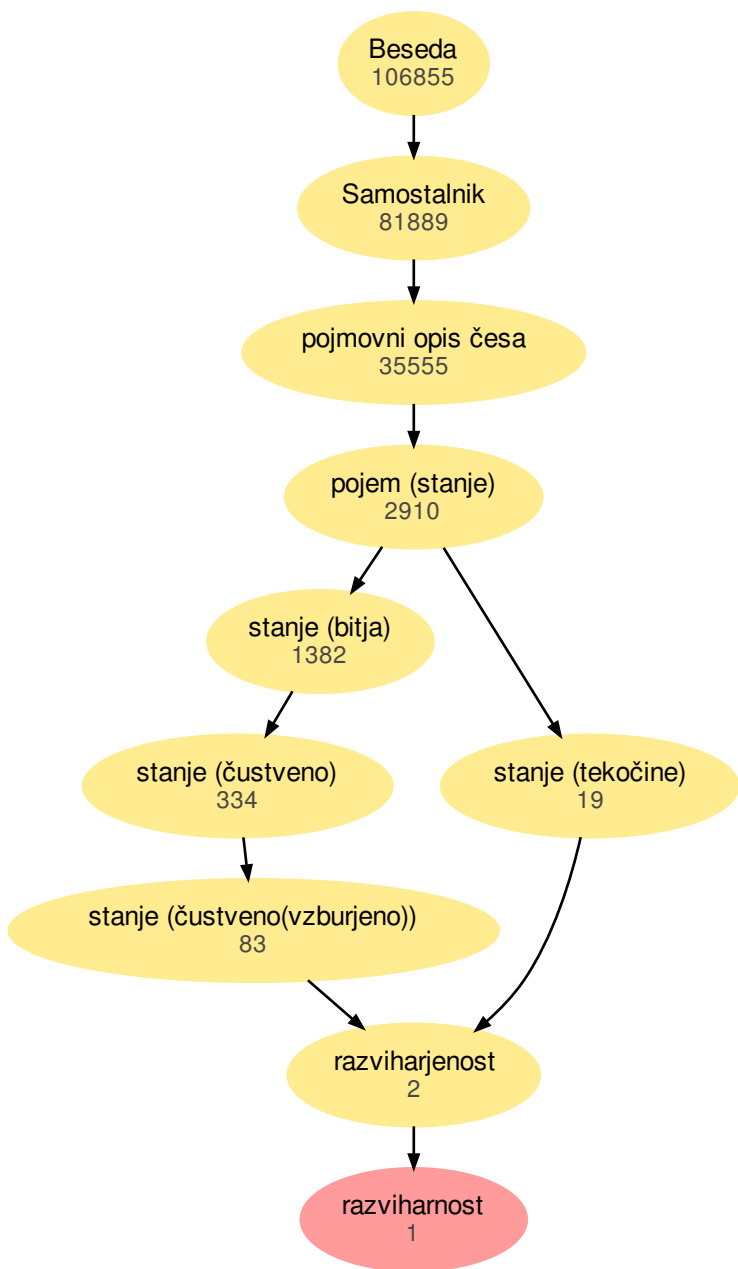 Beseda
106855
Samostalnik
81889
pojmovni opis česa
35555
pojem (stanje)
2910
stanje (bitja)
1382
stanje (čustveno)
334
stanje (tekočine)
19
stanje (čustveno(vzburjeno))
83
razviharjenost
2
razviharnost
1